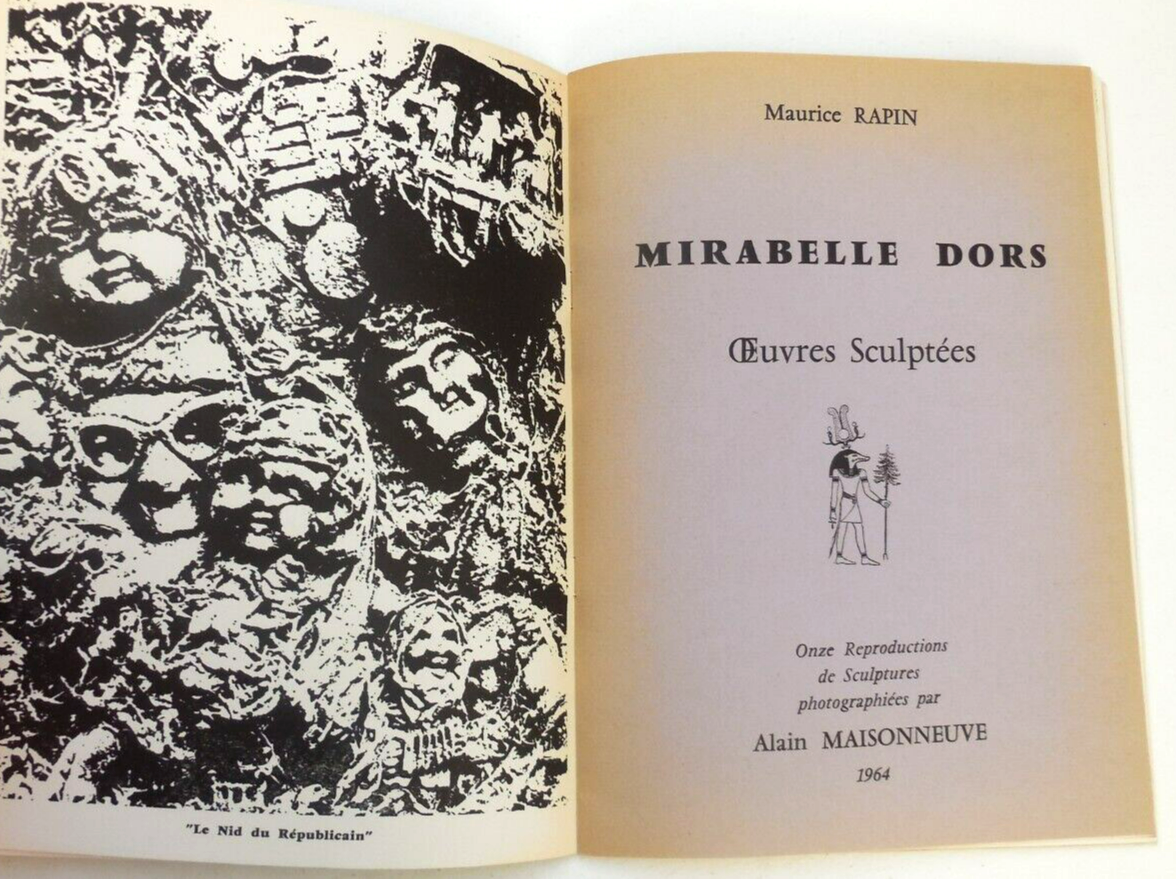 "Le Nid du Républicain"
Maurice RAPIN
MIRABELLE DORS
Œuvres Sculptées
Onze Reproductions
de Sculptures
photographiées par
Alain MAISONNEUVE
1964